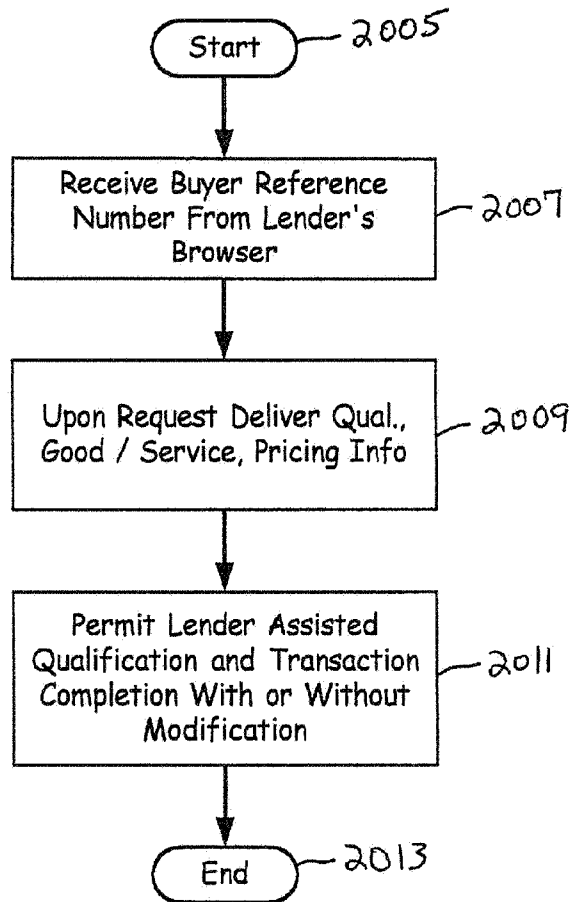 Start
2005
Receive Buyer Reference
Number From Lender's
Browser
2007
Upon Request Deliver Qual.,
Good / Service, Pricing Info
2009
Permit Lender Assisted
Qualification and Transaction
Completion With or Without
Modification
2011
End
2013